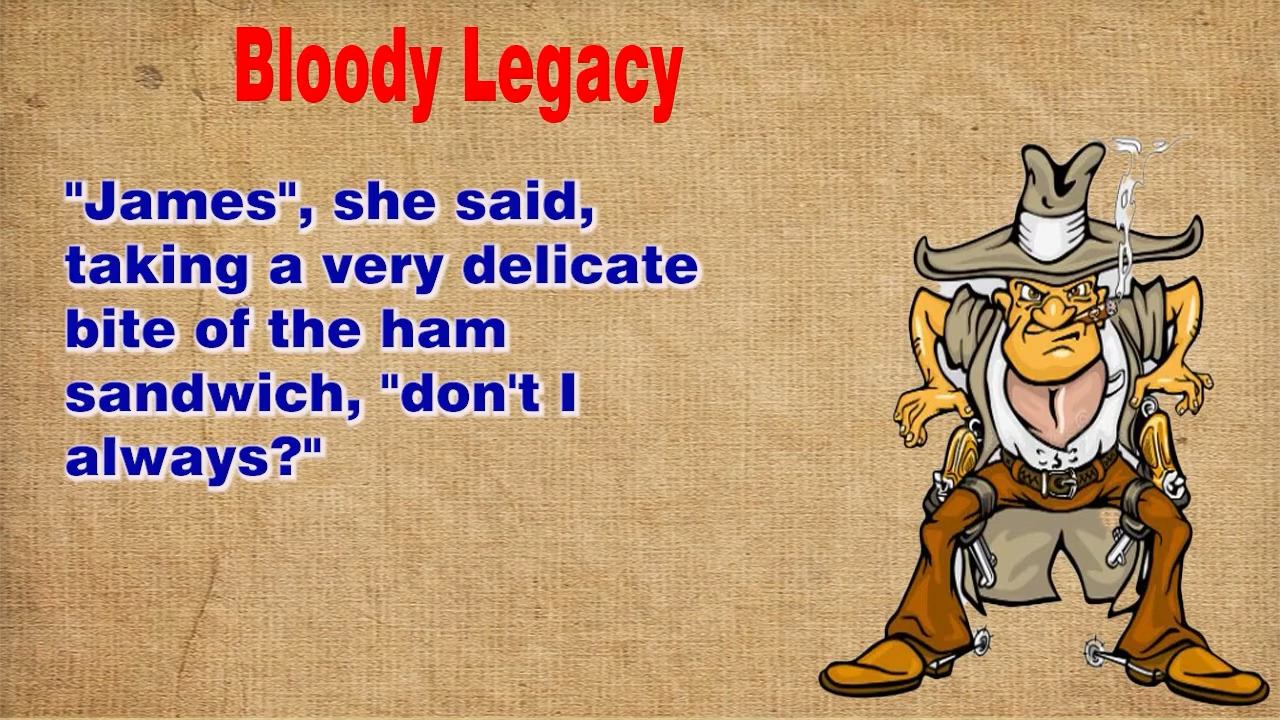 Bloody Legacy
"James", she said,
taking a very delicate
bite of the ham
sandwich, "don't I
always?"